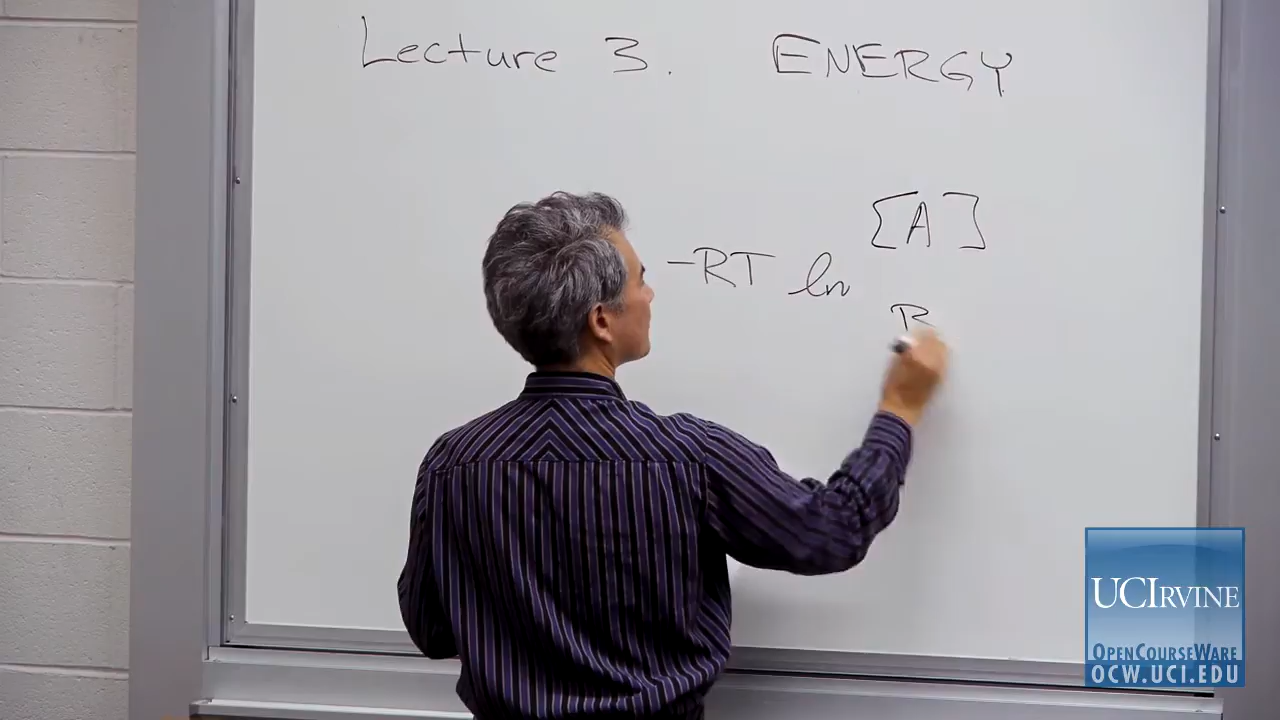 Lecture 3. ENERGY
[A]
-RT ln
B
UCIRVINE
OPENCOURSEWARE
OCW.UCI.EDU